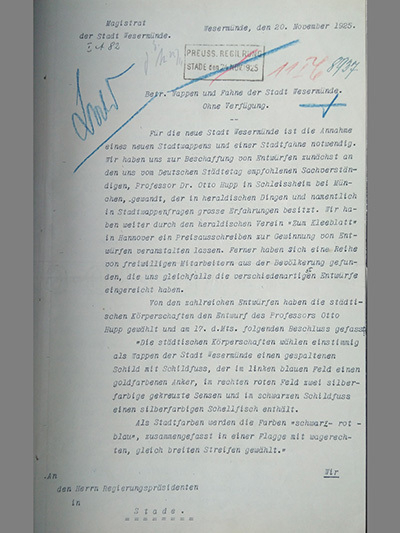 Magistrat
der Stadt Wesermünde.
Wesermünde, den 20. November 1925.
I A 82
PREUSS. REGIERUNG
STADE den 24 NOV. 925
Betr. Wappen und Fahne der Stadt Wesermünde.
Ohne Verfügung.
Für die neue Stadt Wesermünde ist die Annahme
eines neuen Stadtwappens und einer Stadtfahne notwendig.
Wir haben uns zur Beschaffung von Entwürfen zunächst an
den uns vom Deutschen Städtetag empfohlenen Sachverstän-
digen, Professor Dr. Otto Hupp in Schleissheim bei Mün-
chen, gewandt, der in heraldischen Dingen und namentlich
in Stadtwappenfragen grosse Erfahrungen besitzt. Wir ha-
ben weiter durch den heraldischen Verein "Zum Kleeblatt"
in Hannover ein Preisausschreiben zur Gewinnung von Ent-
würfen veranstalten lassen. Ferner haben sich eine Reihe
von freiwilligen Mitarbeitern aus der Bevölkerung gefun-
den, die uns gleichfalls die verschiedenartigen Entwürfe
eingereicht haben.
Von den zahlreichen Entwürfen haben die städti-
schen Körperschaften den Entwurf des Professors Otto
Hupp gewählt und am 17. d.Mts. folgenden Beschluss gefasst
"Die städtischen Körperschaften wählen einstimmig
als Wappen der Stadt Wesermünde einen gespaltenen
Schild mit Schildfuss, der in linken blauen Feld einen
goldfarbenen Anker, in rechten roten Feld zwei silber-
farbige gekreuzte Sensen und in schwarzen Schildfuss
einen silberfarbigen Schellfisch enthält.
Als Stadtfarben werden die Farben "schwarz - rot -
blau", zusammengefasst in einer Flagge mit wagerech-
ten, gleich breiten Streifen gewählt."
Wir
An
den Herrn Regierungspräsidenten
in
Stade.